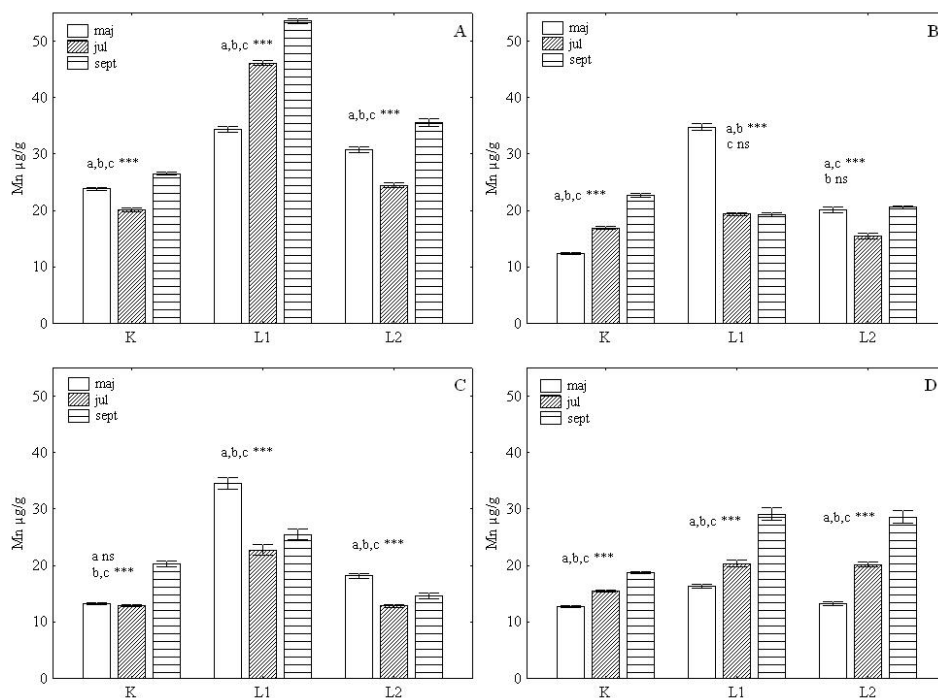 A
maj
jul
sept
Mn µg/g
50
40
30
20
10
0
a,b,c ***
a,b,c ***
a,b,c ***
K
L1
L2
B
maj
jul
sept
Mn µg/g
50
40
30
20
10
0
a,b,c ***
a,b ***
c ns
a,c ***
b ns
K
L1
L2
C
maj
jul
sept
Mn µg/g
50
40
30
20
10
0
a ns
b,c ***
a,b,c ***
a,b,c ***
K
L1
L2
D
maj
jul
sept
Mn µg/g
50
40
30
20
10
0
a,b,c ***
a,b,c ***
a,b,c ***
K
L1
L2